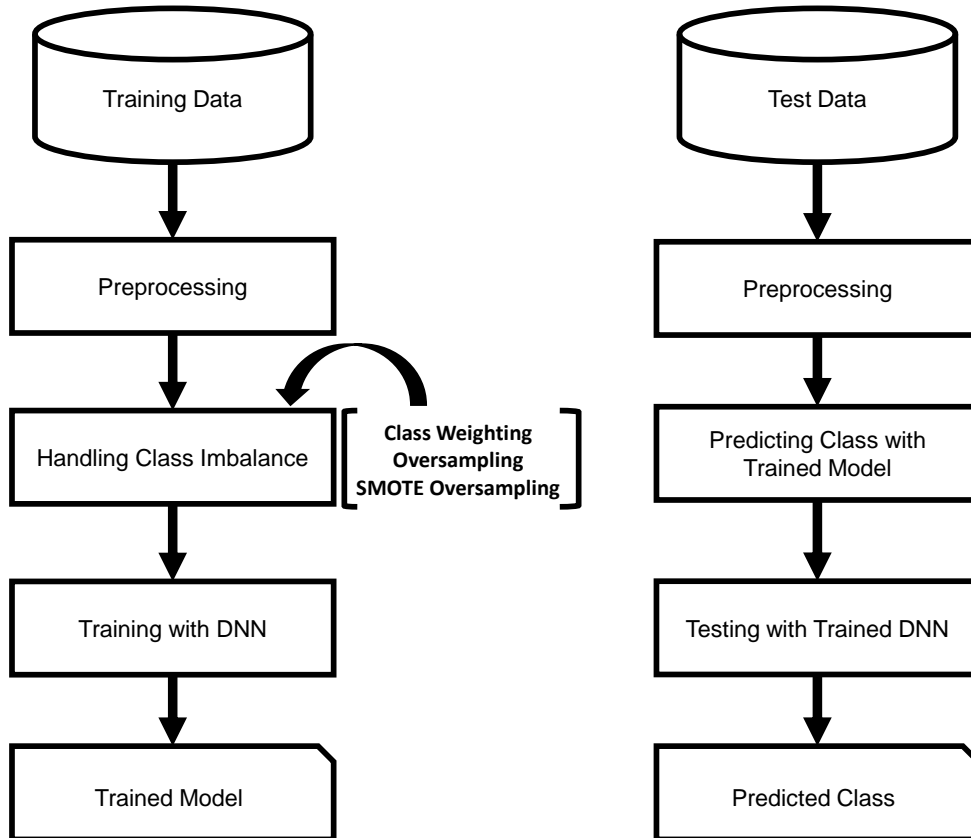 Training Data
Preprocessing
Handling Class Imbalance
Class Weighting
Oversampling
SMOTE Oversampling
Training with DNN
Trained Model
Test Data
Preprocessing
Predicting Class with
Trained Model
Testing with Trained DNN
Predicted Class